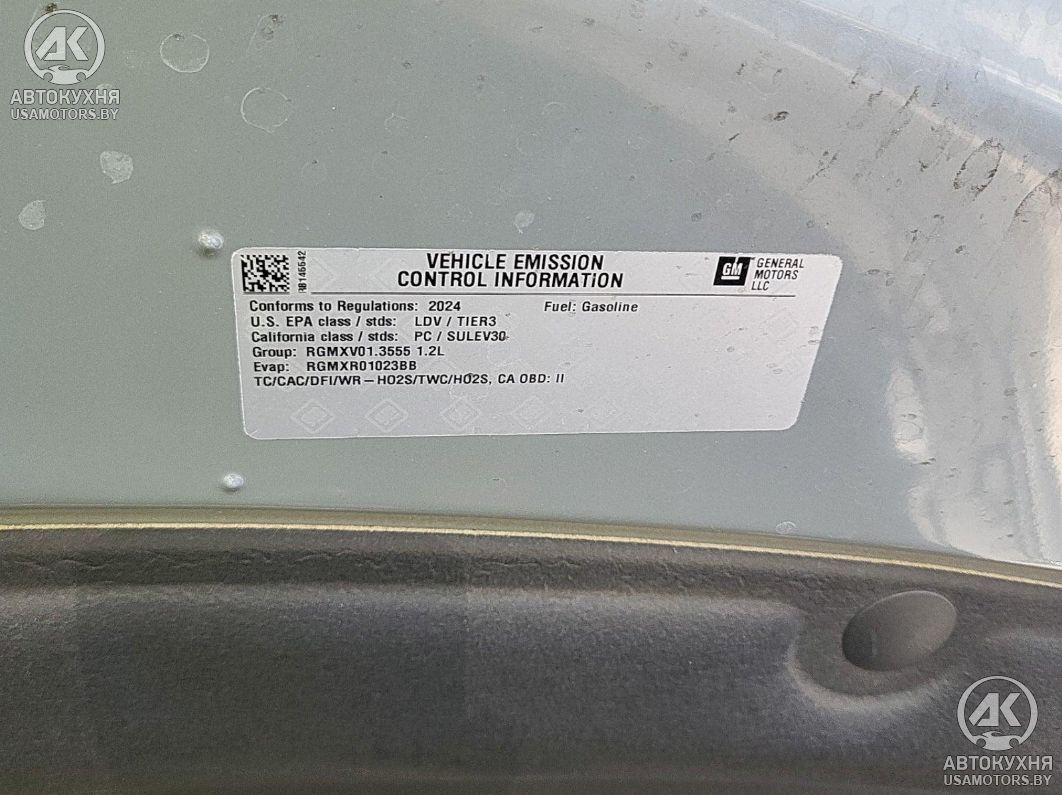 АК
АВТОКУХНЯ
USAMOTORS.BY
VEHICLE EMISSION
CONTROL INFORMATION
GM
GENERAL
MOTORS
LLC
Conforms to Regulations: 2024 Fuel: Gasoline
U.S. EPA class / stds: LDV / TIER3
California class / stds: PC / SULEV30
Group: RGMXV01.3555 1.2L
Evap: RGMXR01023BB
TC/CAC/DFI/WR–HO2S/TWC/HO2S, CA OBD: II
АК
АВТОКУХНЯ
USAMOTORS.BY